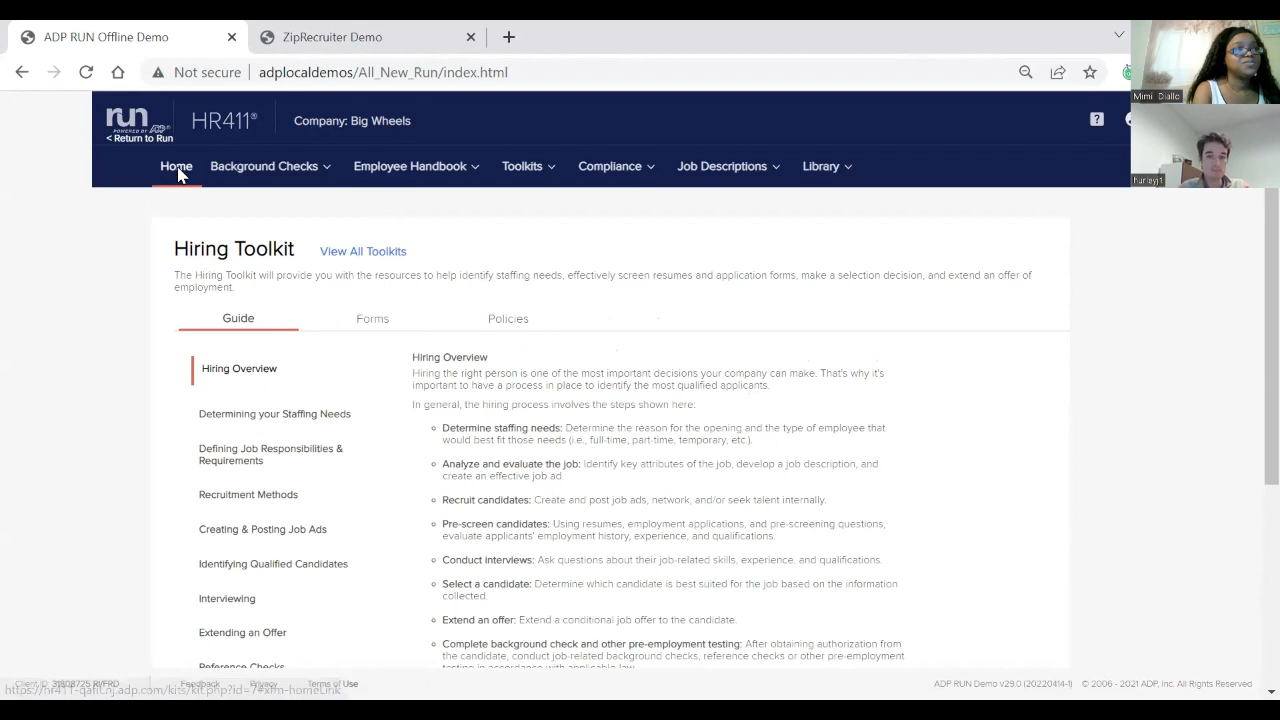 ADP RUN Offline Demo
ZipRecruiter Demo
Not secure
adplocaldemos/All_New_Run/index.html
Mimi Diallo
run
POWERED BY ADP
< Return to Run
HR411®
Company: Big Wheels
?
Home
Background Checks
Employee Handbook
Toolkits
Compliance
Job Descriptions
Library
hurleyj1
Hiring Toolkit
View All Toolkits
The Hiring Toolkit will provide you with the resources to help identify staffing needs, effectively screen resumes and application forms, make a selection decision, and extend an offer of
employment.
Guide
Forms
Policies
Hiring Overview
Determining your Staffing Needs
Defining Job Responsibilities &
Requirements
Recruitment Methods
Creating & Posting Job Ads
Identifying Qualified Candidates
Interviewing
Extending an Offer
Reference Checks
Hiring Overview
Hiring the right person is one of the most important decisions your company can make. That's why it's
important to have a process in place to identify the most qualified applicants.
In general, the hiring process involves the steps shown here:
Determine staffing needs: Determine the reason for the opening and the type of employee that
would best fit those needs (i.e., full-time, part-time, temporary, etc.).
Analyze and evaluate the job: Identify key attributes of the job, develop a job description, and
create an effective job ad.
Recruit candidates: Create and post job ads, network, and/or seek talent internally.
Pre-screen candidates: Using resumes, employment applications, and pre-screening questions,
evaluate applicants' employment history, experience, and qualifications.
Conduct interviews: Ask questions about their job-related skills, experience, and qualifications.
Select a candidate: Determine which candidate is best suited for the job based on the information
collected.
Extend an offer: Extend a conditional job offer to the candidate.
Complete background check and other pre-employment testing: After obtaining authorization from
the candidate, conduct job-related background checks, reference checks or other pre-employment
testing in accordance with applicable law.
Feedback
Privacy
Terms of Use
ADP RUN Demo v29.0 (20220414-1)
© 2006 - 2021 ADP, Inc. All Rights Reserved